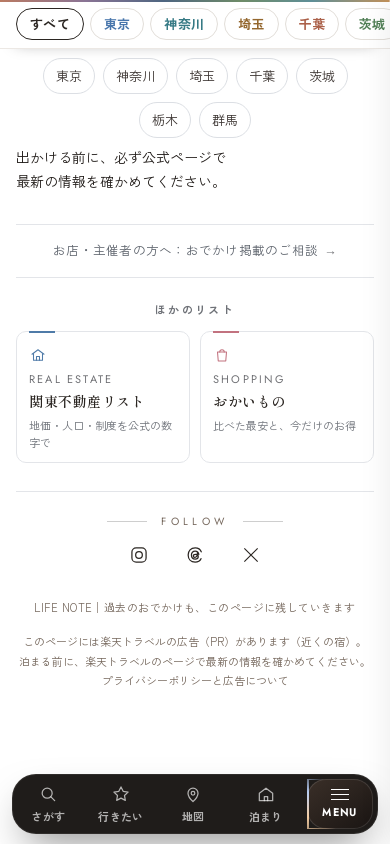 すべて 東京 神奈川 埼玉 千葉 茨城
東京 神奈川 埼玉 千葉 茨城
栃木 群馬
出かける前に、必ず公式ページで
最新の情報を確かめてください。
お店・主催者の方へ：おでかけ掲載のご相談 →
ほかのリスト
REAL ESTATE
関東不動産リスト
地価・人口・制度を公式の数
字で
SHOPPING
おかいもの
比べた最安と、今だけのお得
FOLLOW
LIFE NOTE｜過去のおでかけも、このページに残していきます
このページには楽天トラベルの広告（PR）があります（近くの宿）。
泊まる前に、楽天トラベルのページで最新の情報を確かめてください。
プライバシーポリシーと広告について
さがす 行きたい 地図 泊まり MENU